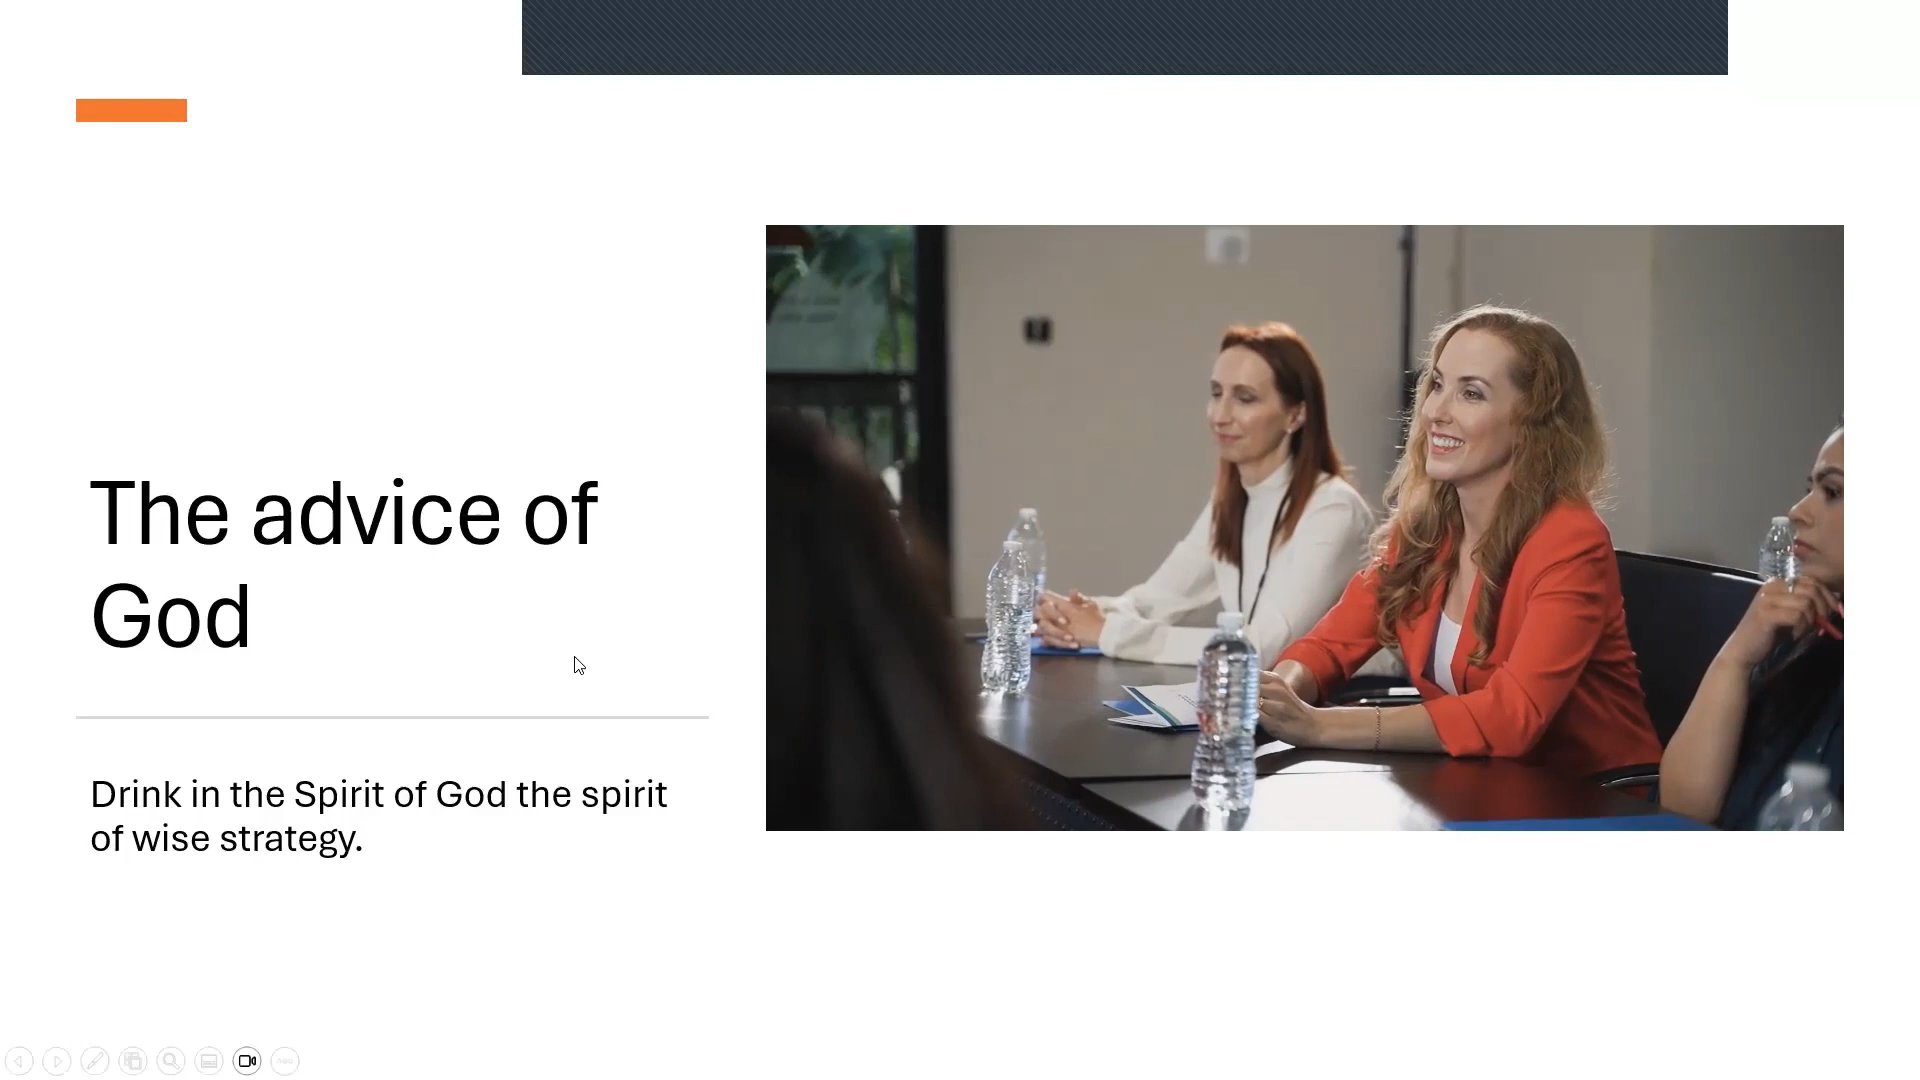 The advice of
God
Drink in the Spirit of God the spirit
of wise strategy.